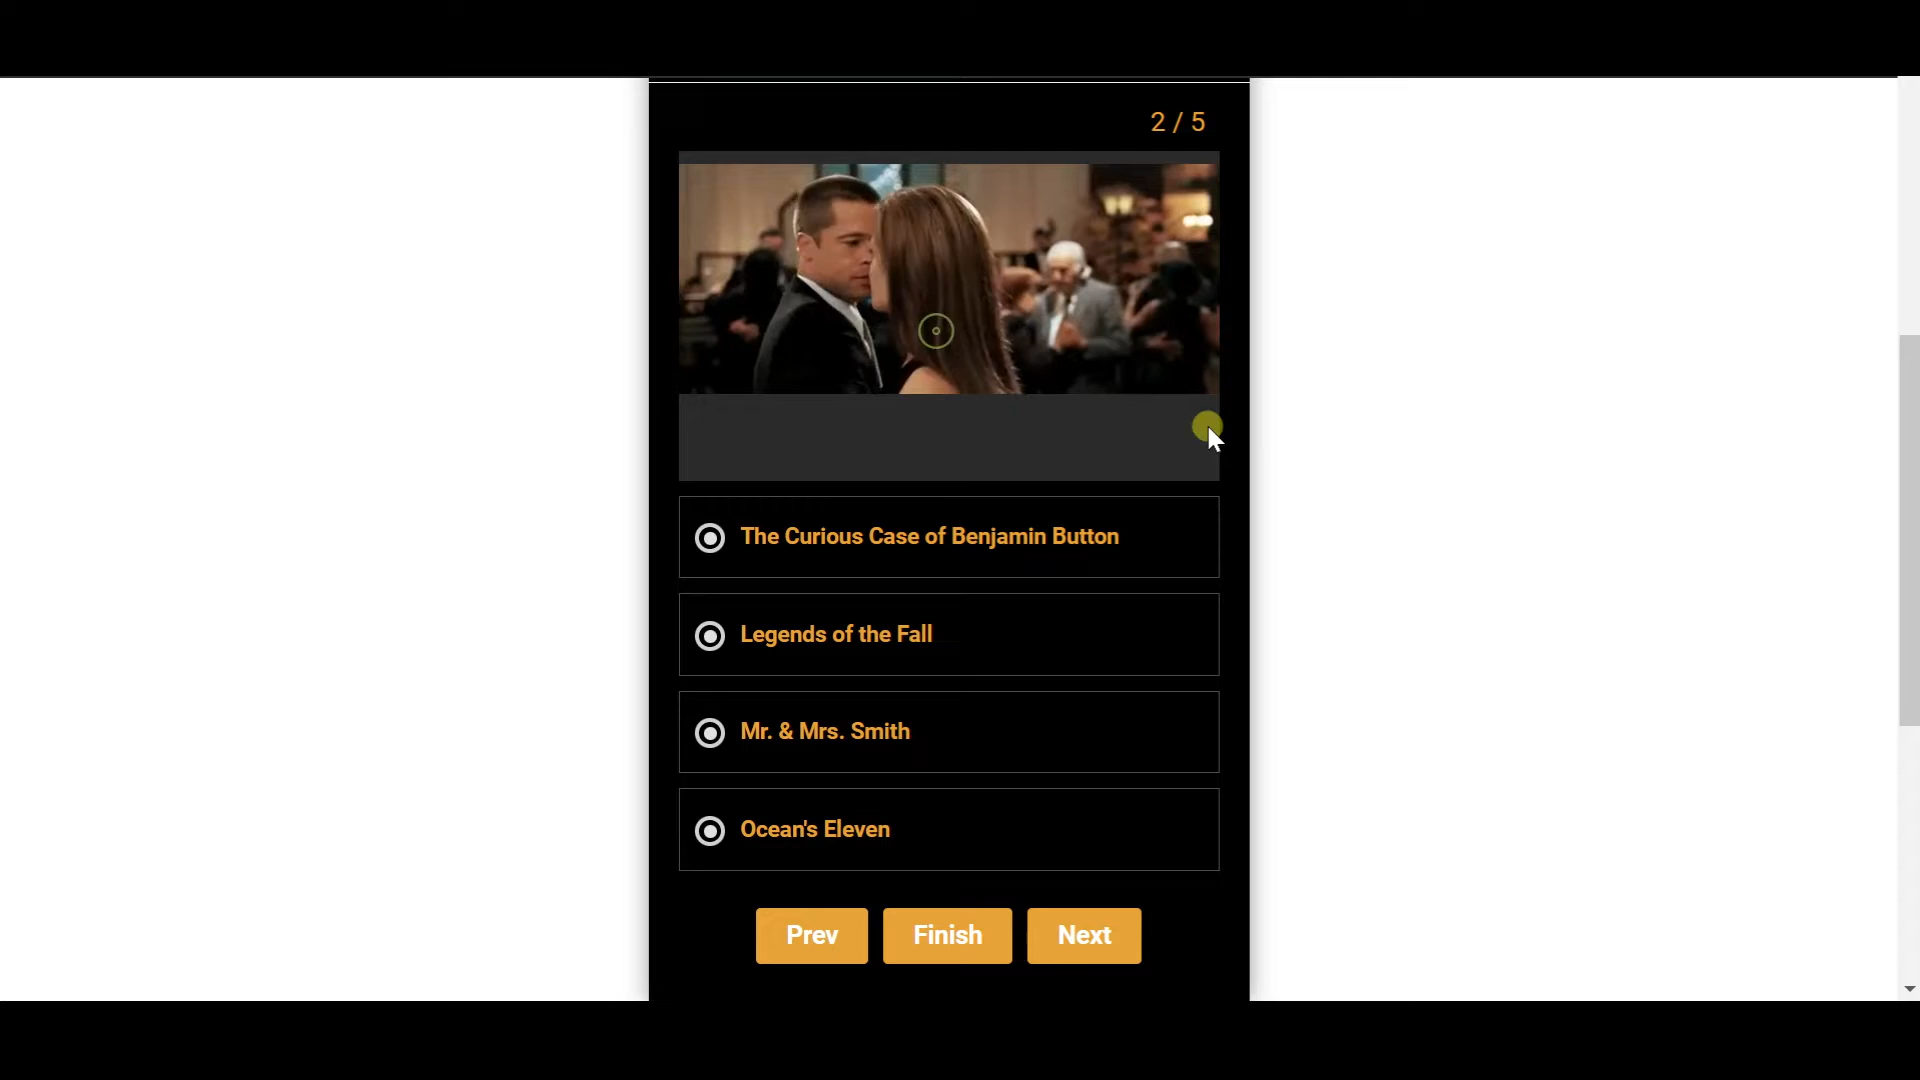 2 / 5
The Curious Case of Benjamin Button
Legends of the Fall
Mr. & Mrs. Smith
Ocean's Eleven
Prev Finish Next